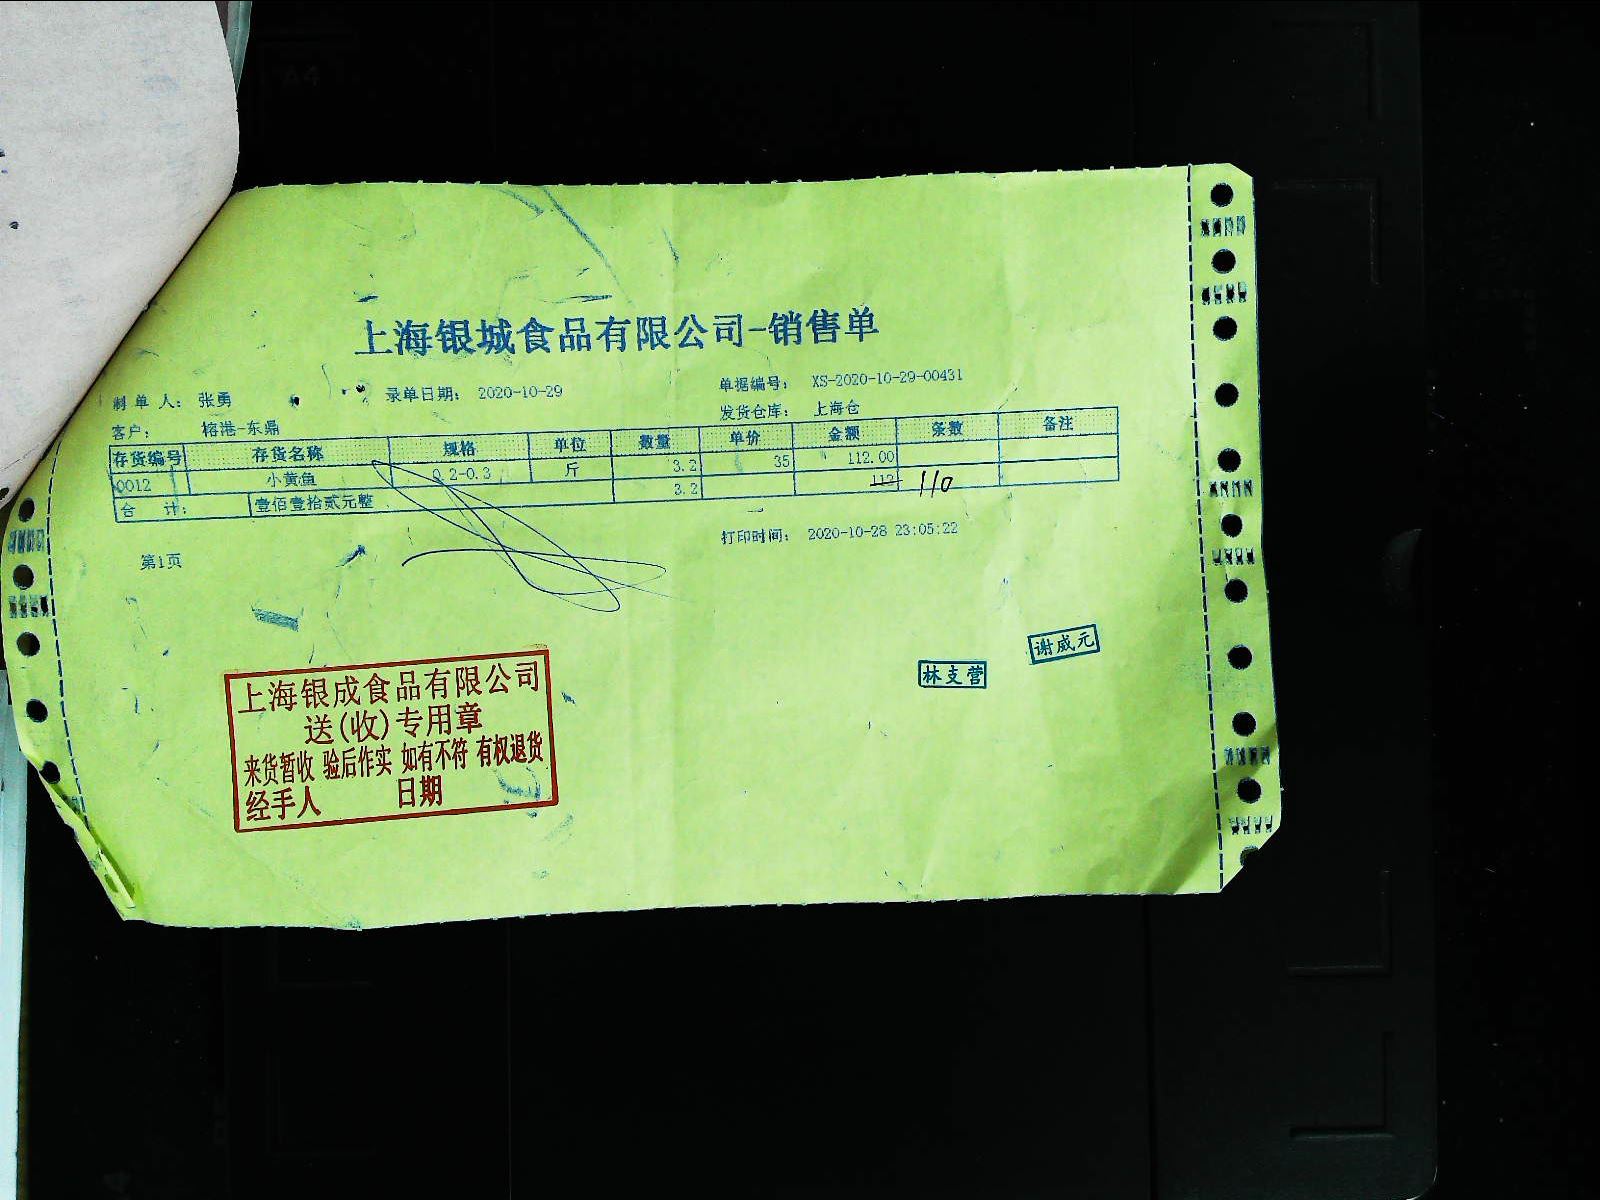 上海银城食品有限公司-销售单
制单人: 张勇 录单日期: 2020-10-29 单据编号: XS-2020-10-29-00431
客户: 榕港-东鼎 发货仓库: 上海仓
存货编号 存货名称 规格 单位 数量 单价 金额 条数 备注
0012 小黄鱼 0.2-0.3 斤 3.2 35 112.00
合 计: 壹佰壹拾贰元整 3.2 112 110
第1页 打印时间: 2020-10-28 23:05:22
谢威元
林支营
上海银成食品有限公司
送(收)专用章
来货暂收 验后作实 如有不符 有权退货
经手人 日期